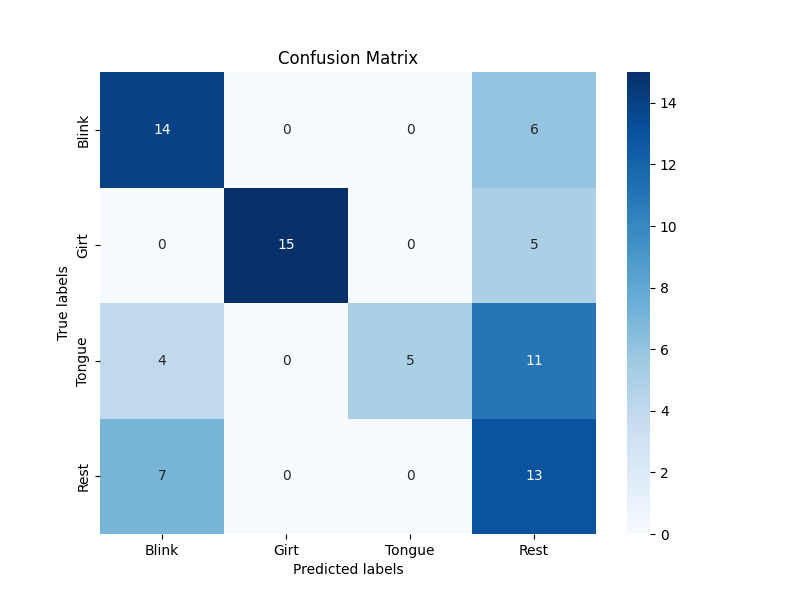 Confusion Matrix
True labels
Blink
14
0
0
6
Girt
0
15
0
5
Tongue
4
0
5
11
Rest
7
0
0
13
Blink
Girt
Tongue
Rest
Predicted labels
14
12
10
8
6
4
2
0